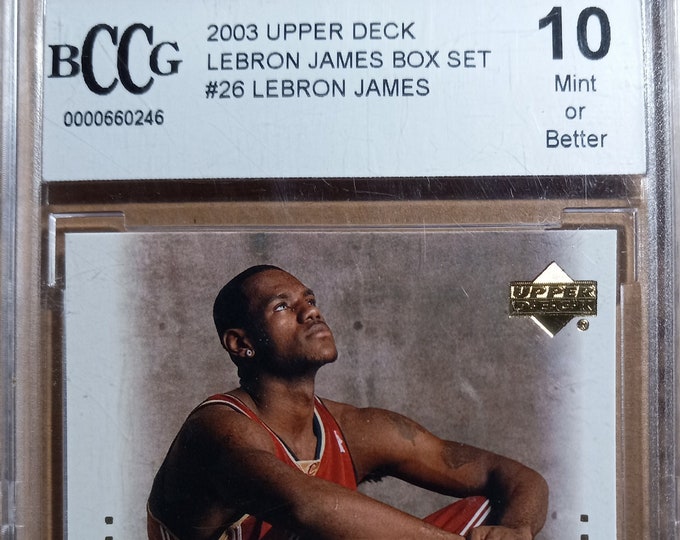 BCCG
0000660246
2003 UPPER DECK
LEBRON JAMES BOX SET
#26 LEBRON JAMES
10
Mint
or
Better
UPPER
DECK
®